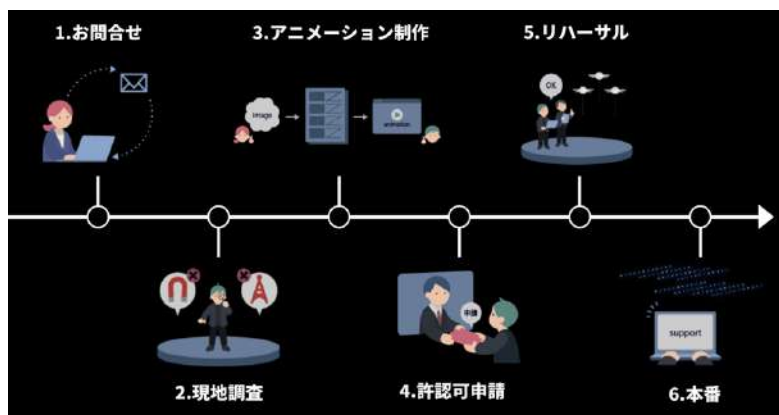 1.お問合せ
3.アニメーション制作
5.リハーサル
image
animation
OK
申請
support
2.現地調査
4.許認可申請
6.本番